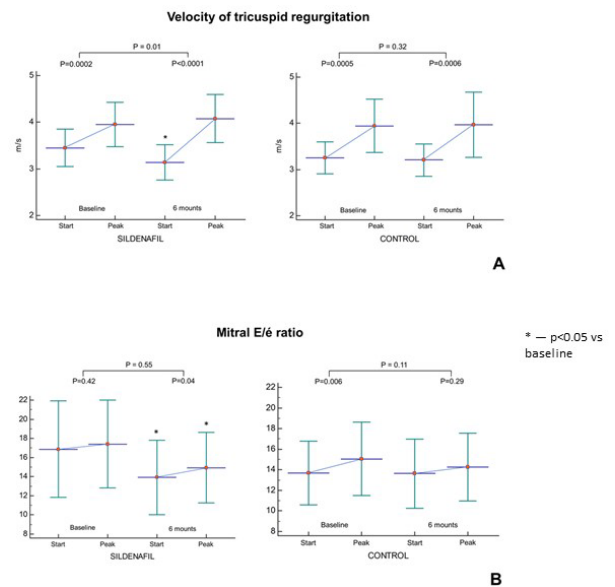 Velocity of tricuspid regurgitation
P = 0.01
P = 0.32
P=0.0002
P<0.0001
P=0.0005
P=0.0006
5
4
3
2
m/s
*
Baseline
6 mounts
Start
Peak
Start
Peak
SILDENAFIL
5
4
3
2
m/s
Baseline
6 mounts
Start
Peak
Start
Peak
CONTROL
A
Mitral E/é ratio
* — p<0.05 vs
baseline
P = 0.55
P = 0.11
P=0.42
P=0.04
P=0.006
P=0.29
22
20
18
16
14
12
10
8
*
*
Baseline
6 mounts
Start
Peak
Start
Peak
SILDENAFIL
22
20
18
16
14
12
10
8
Baseline
6 mounts
Start
Peak
Start
Peak
CONTROL
B